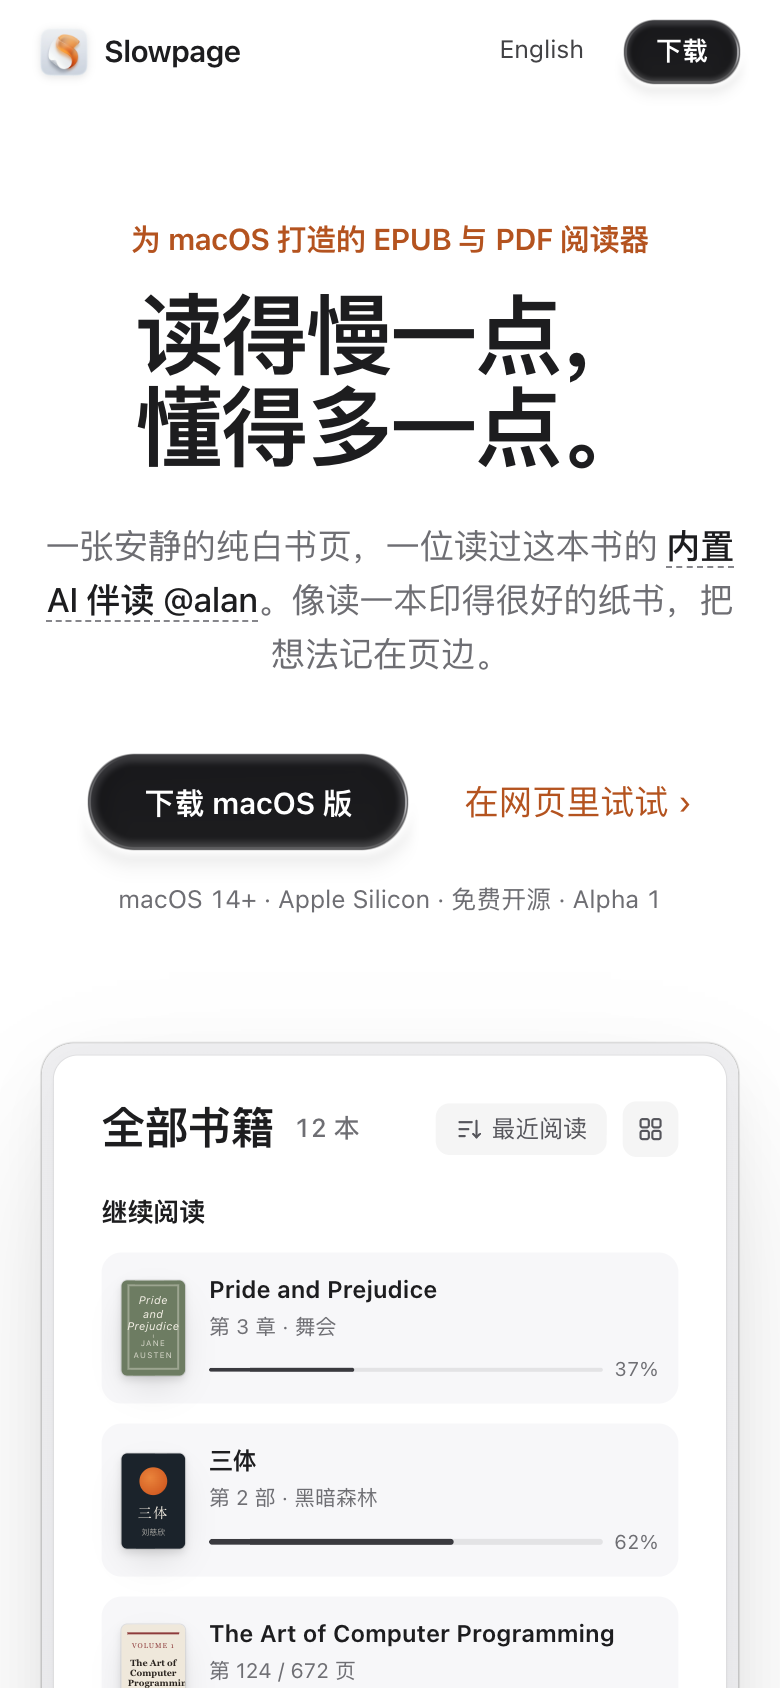 Slowpage
English
下载
为 macOS 打造的 EPUB 与 PDF 阅读器
读得慢一点，
懂得多一点。
一张安静的纯白书页，一位读过这本书的 内置
AI 伴读 @alan。像读一本印得很好的纸书，把
想法记在页边。
下载 macOS 版
在网页里试试 ›
macOS 14+ · Apple Silicon · 免费开源 · Alpha 1
全部书籍
12 本
最近阅读
继续阅读
Pride
and
Prejudice
JANE
AUSTEN
Pride and Prejudice
第 3 章 · 舞会
37%
三体
刘慈欣
三体
第 2 部 · 黑暗森林
62%
VOLUME 1
The Art of
Computer
Programmin
The Art of Computer Programming
第 124 / 672 页